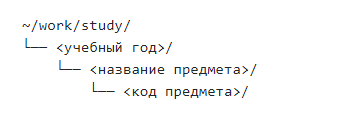 ~/work/study/
└── <учебный год>/
    └── <название предмета>/
        └── <код предмета>/